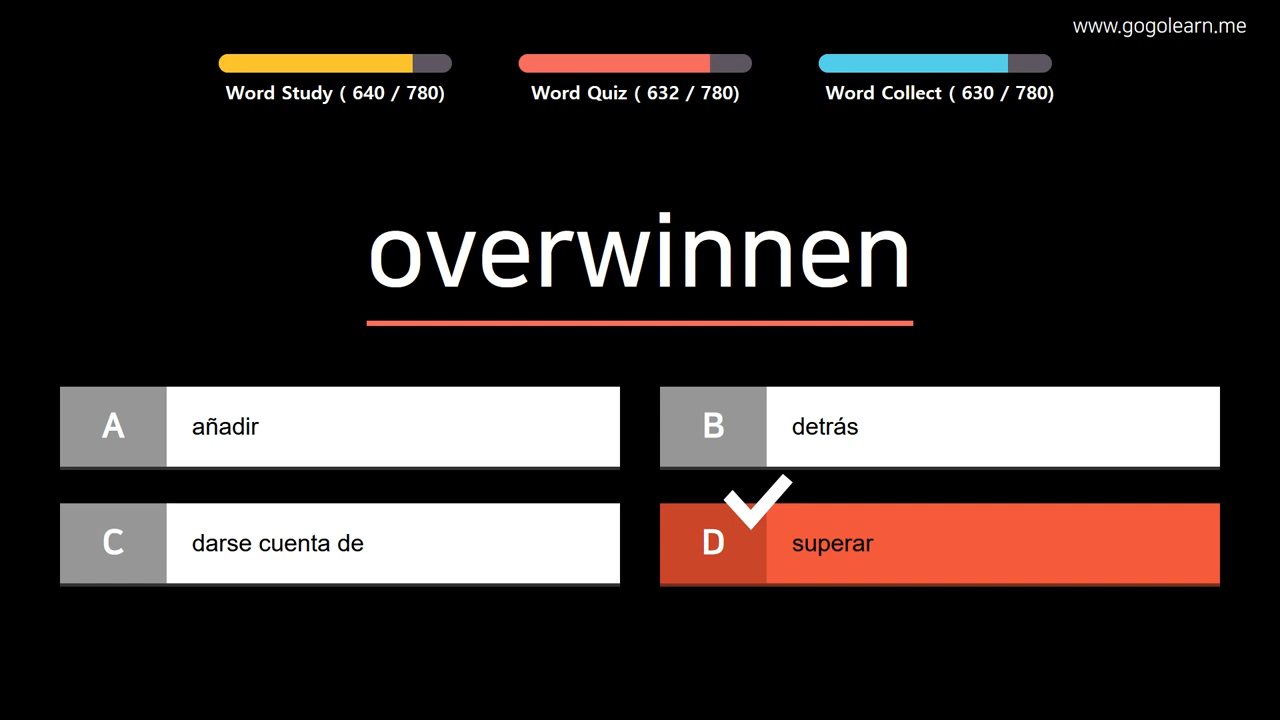 www.gogolearn.me
Word Study ( 640 / 780)
Word Quiz ( 632 / 780)
Word Collect ( 630 / 780)
overwinnen
A añadir
B detrás
C darse cuenta de
D superar